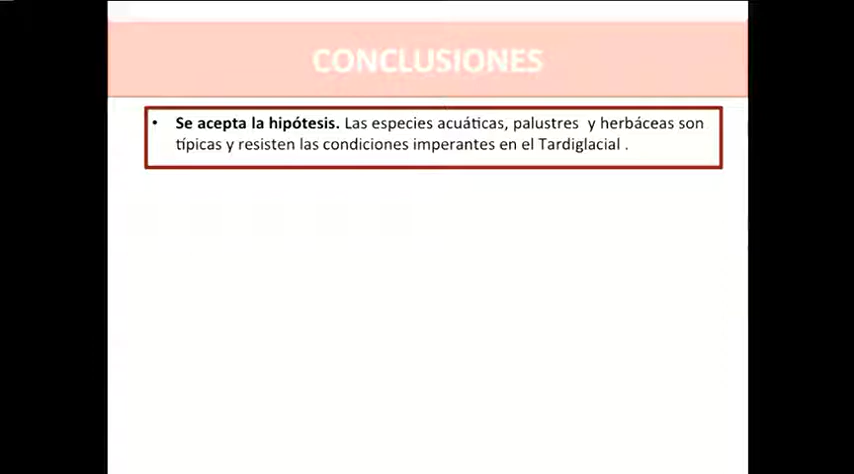 CONCLUSIONES
• Se acepta la hipótesis. Las especies acuáticas, palustres y herbáceas son
típicas y resisten las condiciones imperantes en el Tardiglacial .